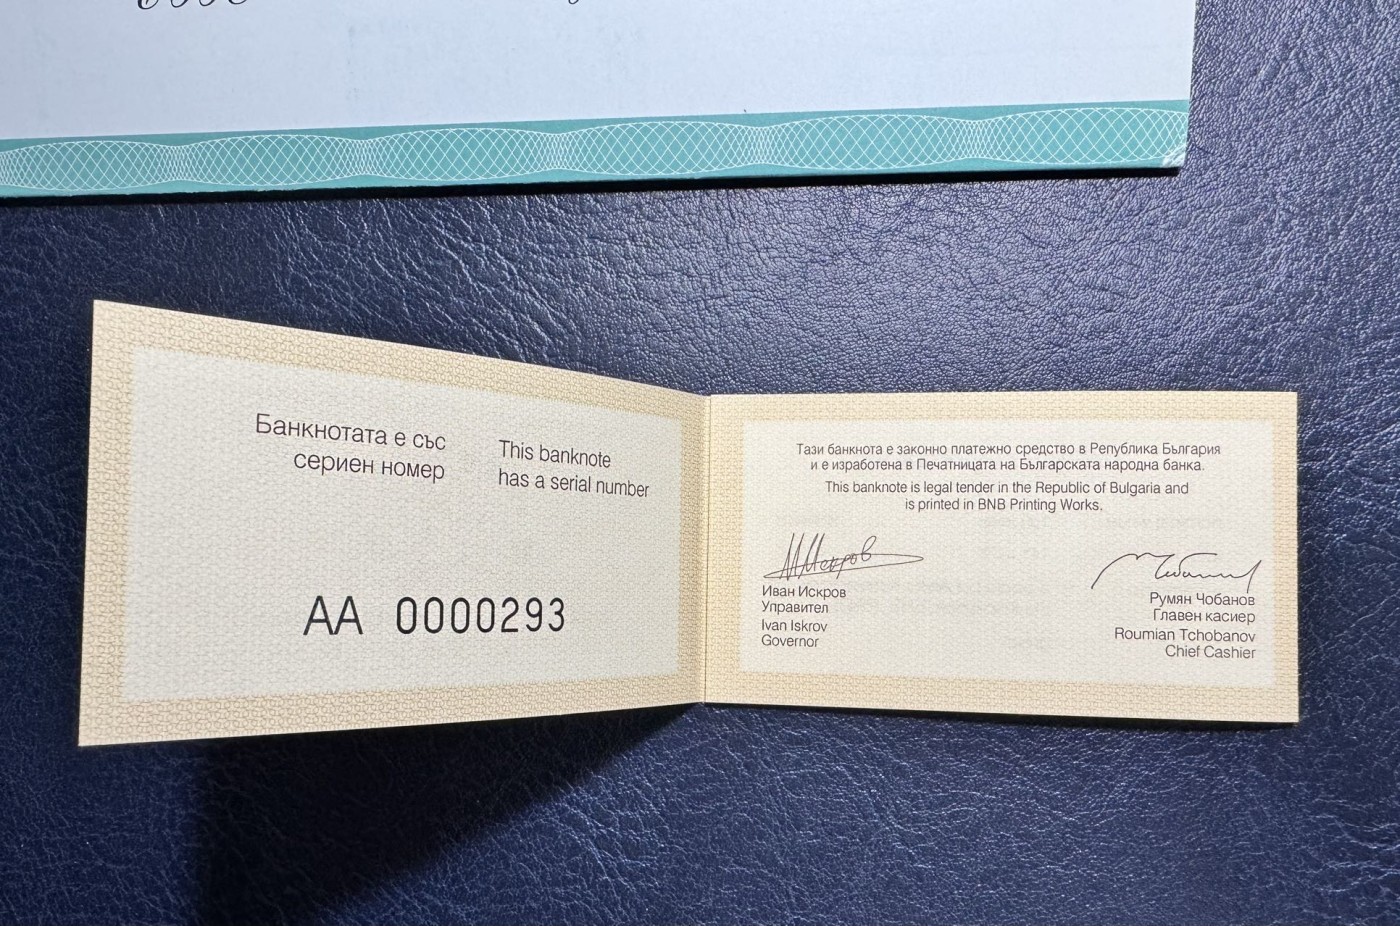 Банкнотата е със
сериен номер
This banknote
has a serial number
AA 0000293
Тази банкнота е законно платежно средство в Република България
и е изработена в Печатницата на Българската народна банка.
This banknote is legal tender in the Republic of Bulgaria and
is printed in BNB Printing Works.
Иван Искров
Управител
Ivan Iskrov
Governor
Румян Чобанов
Главен касиер
Roumian Tchobanov
Chief Cashier